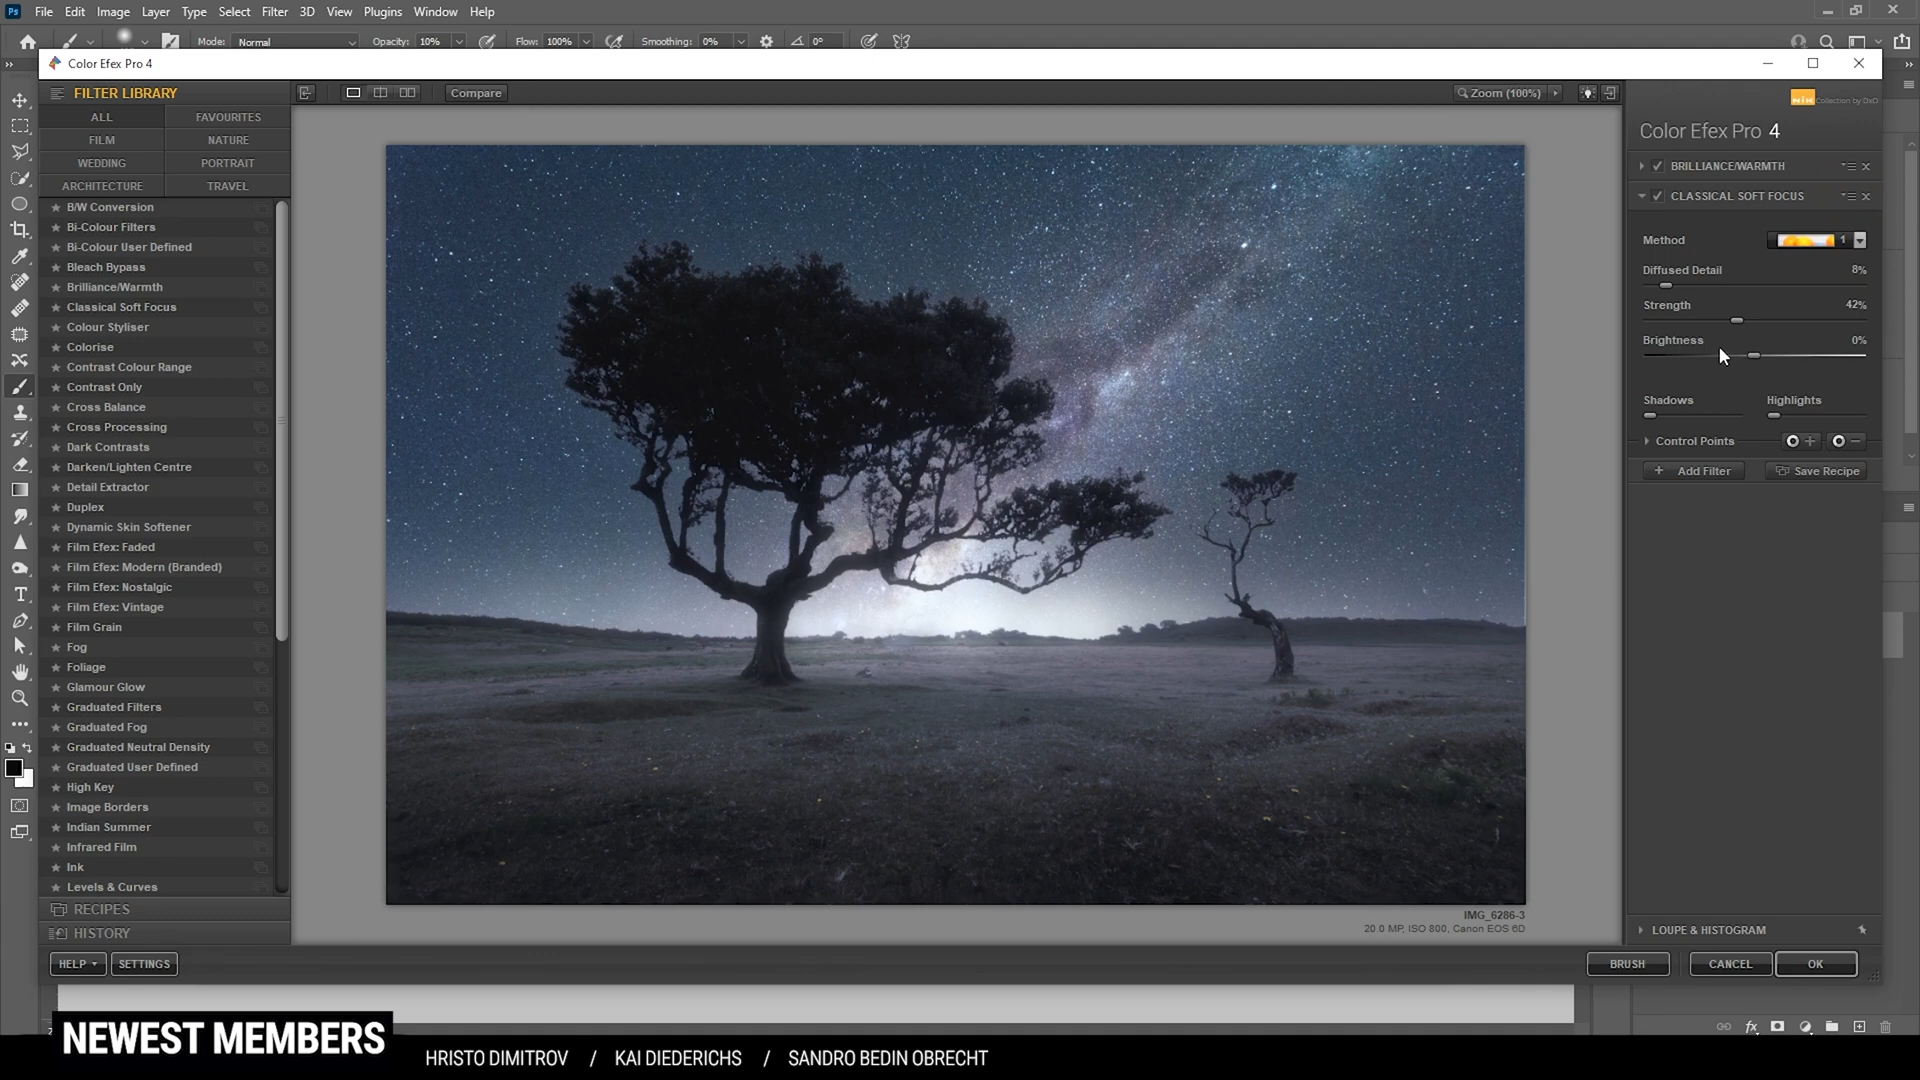 Ps File Edit Image Layer Type Select Filter 3D View Plugins Window Help
Mode: Normal Opacity: 10% Flow: 100% Smoothing: 0% 0°
Color Efex Pro 4
FILTER LIBRARY
Compare
Zoom (100%)
ALL FAVOURITES
FILM NATURE
WEDDING PORTRAIT
ARCHITECTURE TRAVEL
B/W Conversion
Bi-Colour Filters
Bi-Colour User Defined
Bleach Bypass
Brilliance/Warmth
Classical Soft Focus
Colour Styliser
Colorise
Contrast Colour Range
Contrast Only
Cross Balance
Cross Processing
Dark Contrasts
Darken/Lighten Centre
Detail Extractor
Duplex
Dynamic Skin Softener
Film Efex: Faded
Film Efex: Modern (Branded)
Film Efex: Nostalgic
Film Efex: Vintage
Film Grain
Fog
Foliage
Glamour Glow
Graduated Filters
Graduated Fog
Graduated Neutral Density
Graduated User Defined
High Key
Image Borders
Indian Summer
Infrared Film
Ink
Levels & Curves
RECIPES
HISTORY
HELP SETTINGS
IMG_6286-3
20.0 MP, ISO 800, Canon EOS 6D
Nik Collection by DxO
Color Efex Pro 4
BRILLIANCE/WARMTH
CLASSICAL SOFT FOCUS
Method 1
Diffused Detail 8%
Strength 42%
Brightness 0%
Shadows Highlights
Control Points
Add Filter Save Recipe
LOUPE & HISTOGRAM
BRUSH CANCEL OK
NEWEST MEMBERS
HRISTO DIMITROV / KAI DIEDERICHS / SANDRO BEDIN OBRECHT